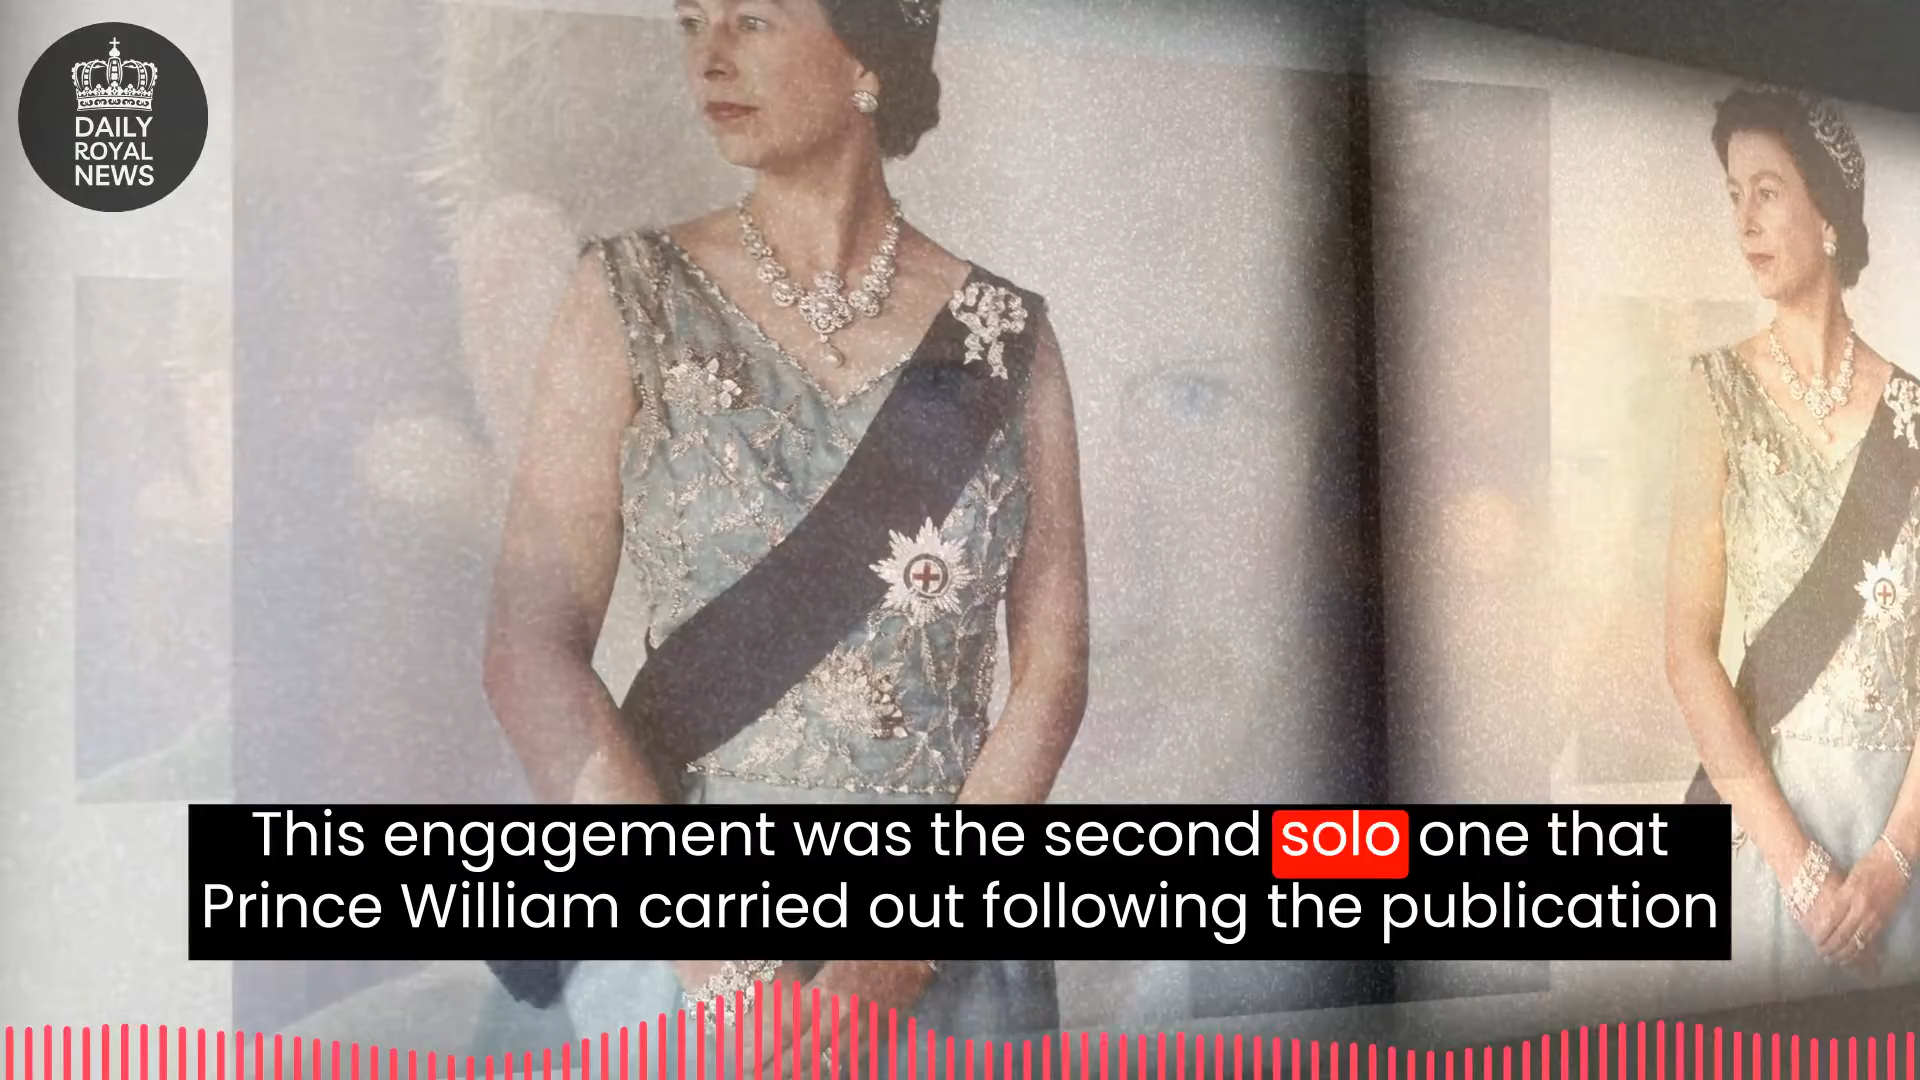 DAILY
ROYAL
NEWS
This engagement was the second solo one that
Prince William carried out following the publication